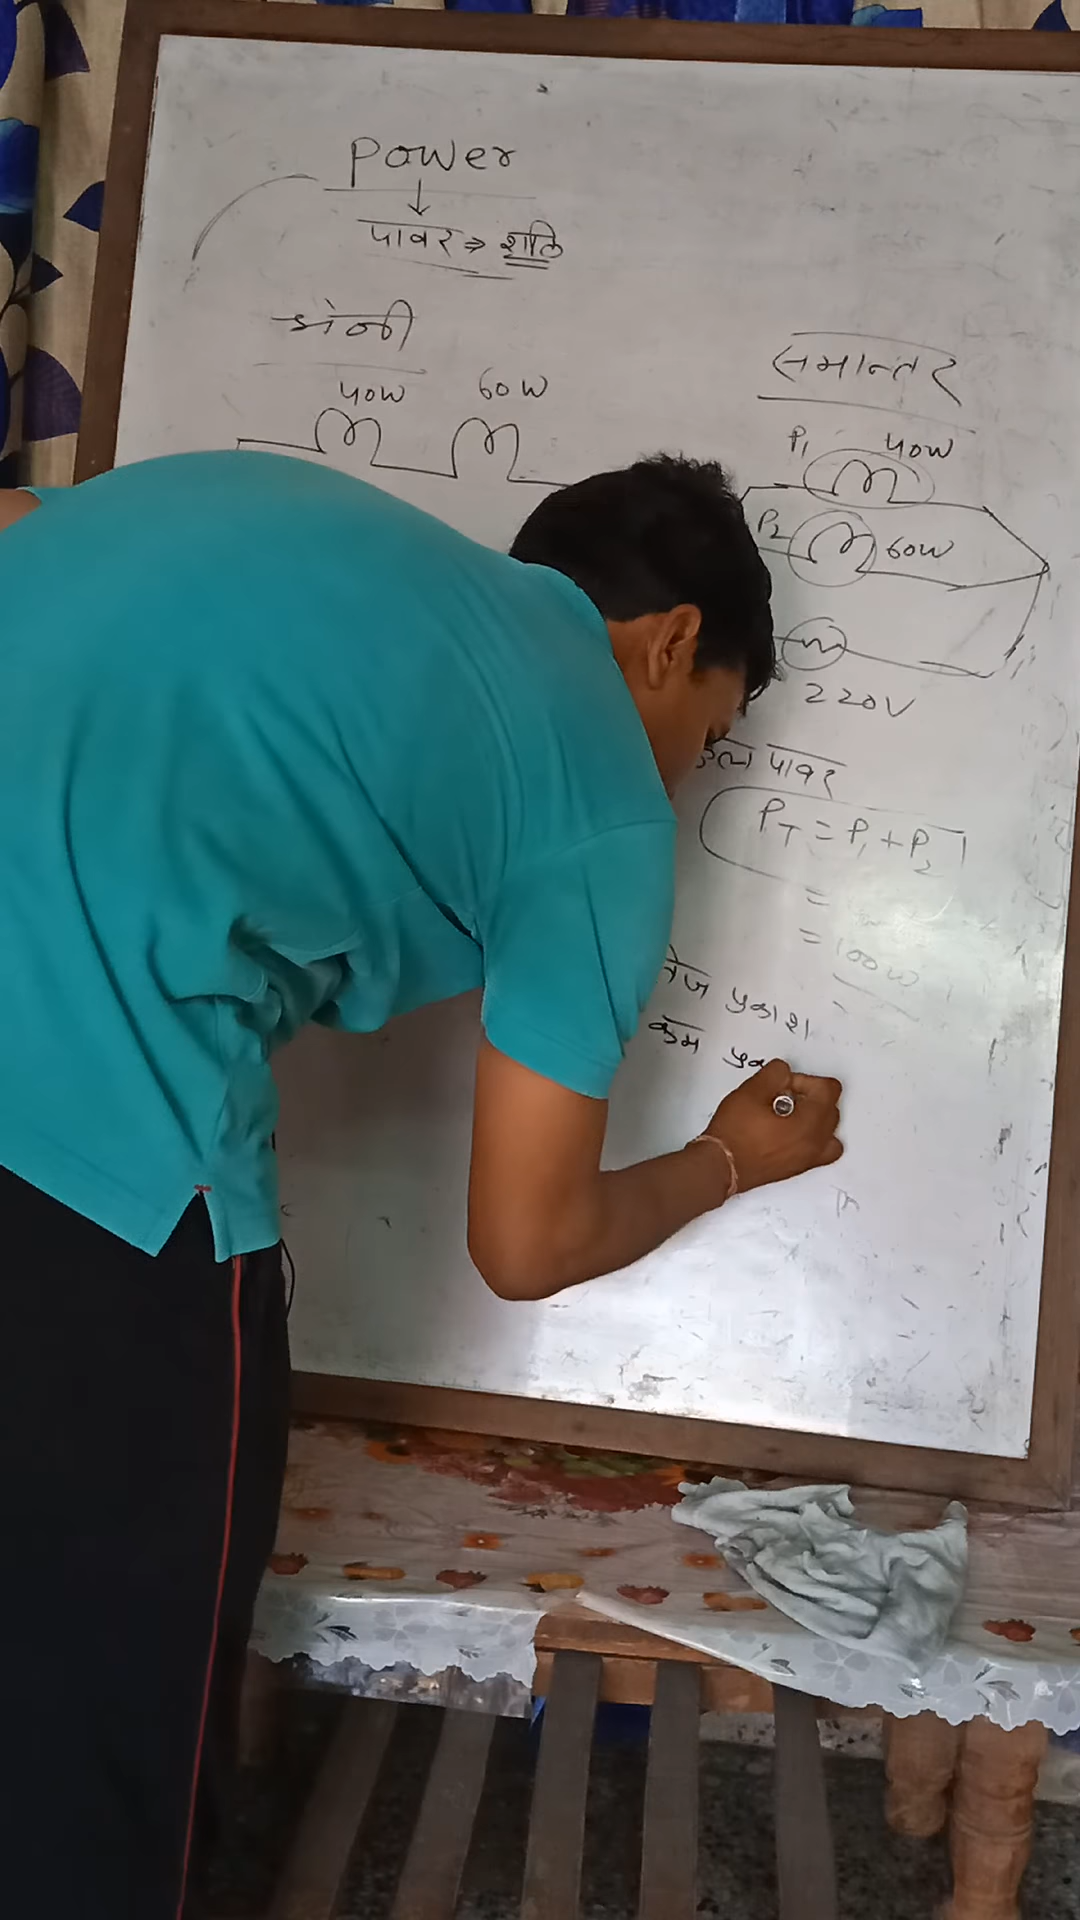 Power
↓
पावर ⇒ शक्ति
श्रेणी
40W 60W
समान्तर
P₁ 40W
P₂ 60W
220V
कुल पावर
P_T = P₁ + P₂
=
= 100W
तेज प्रकाश
कम